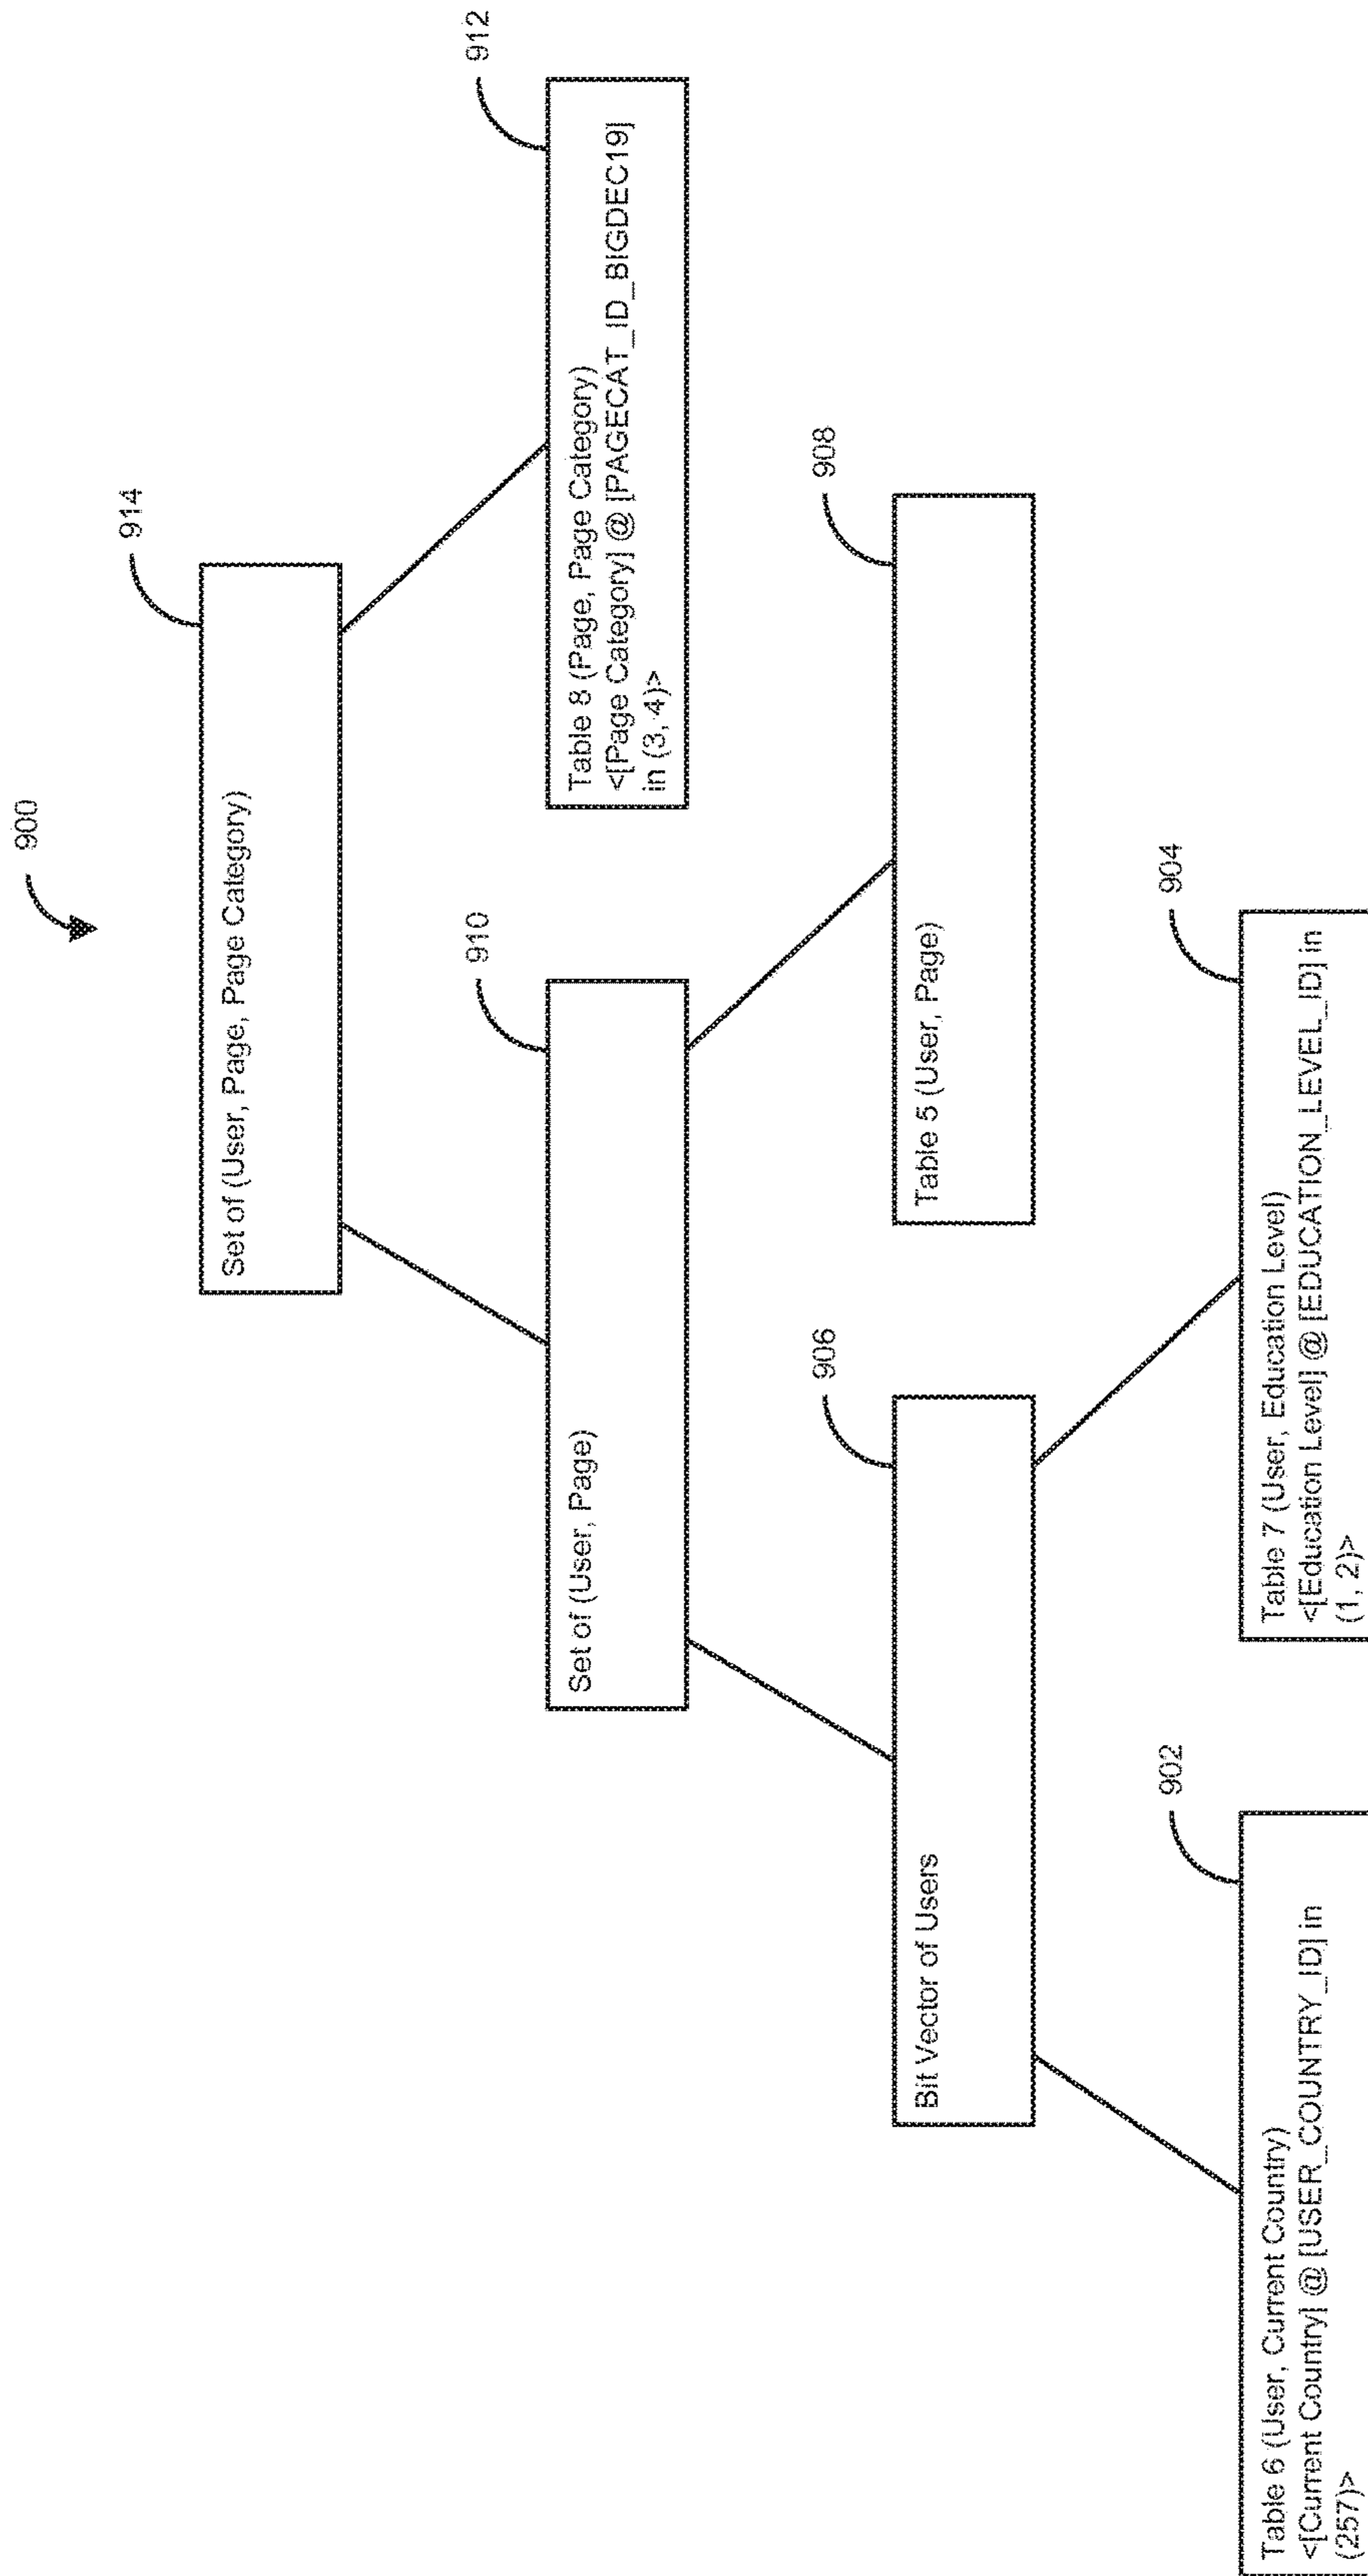 900
914
Set of (User, Page, Page Category)
910
Set of (User, Page)
912
Table 8 (Page, Page Category)
<[Page Category] @ [PAGECAT_ID_BIGDEC19]
in (3, 4)>
906
Bit Vector of Users
908
Table 5 (User, Page)
902
Table 6 (User, Current Country)
<[Current Country] @ [USER_COUNTRY_ID] in
(257)>
904
Table 7 (User, Education Level)
<[Education Level] @ [EDUCATION_LEVEL_ID] in
(1, 2)>